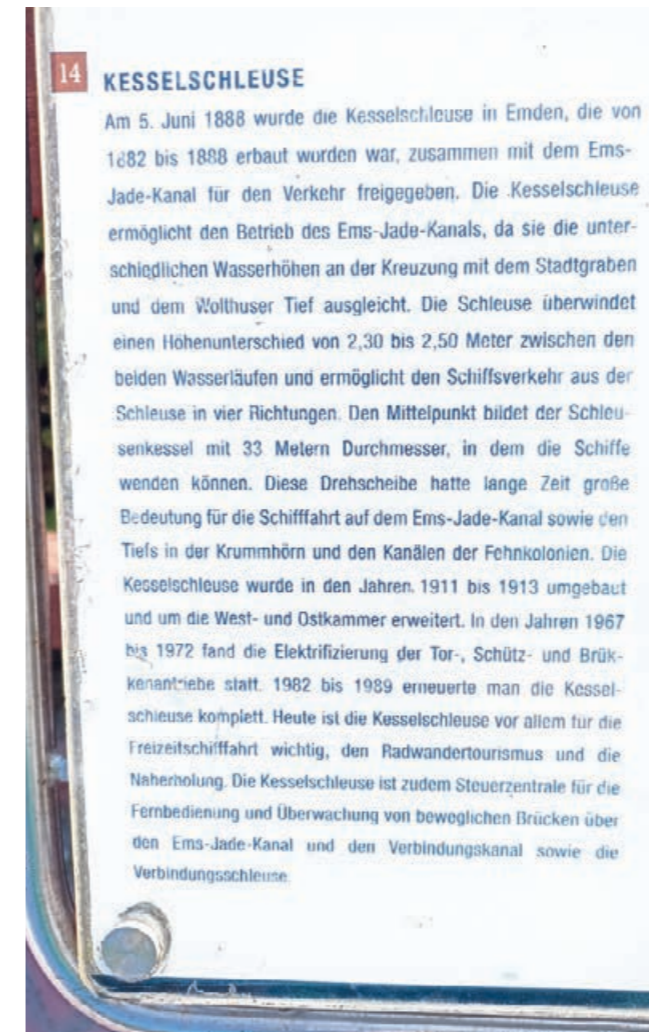 14 KESSELSCHLEUSE
Am 5. Juni 1888 wurde die Kesselschleuse in Emden, die von
1882 bis 1888 erbaut worden war, zusammen mit dem Ems-
Jade-Kanal für den Verkehr freigegeben. Die Kesselschleuse
ermöglicht den Betrieb des Ems-Jade-Kanals, da sie die unter-
schiedlichen Wasserhöhen an der Kreuzung mit dem Stadtgraben
und dem Wolthuser Tief ausgleicht. Die Schleuse überwindet
einen Höhenunterschied von 2,30 bis 2,50 Meter zwischen den
beiden Wasserläufen und ermöglicht den Schiffsverkehr aus der
Schleuse in vier Richtungen. Den Mittelpunkt bildet der Schleu-
senkessel mit 33 Metern Durchmesser, in dem die Schiffe
wenden können. Diese Drehscheibe hatte lange Zeit große
Bedeutung für die Schifffahrt auf dem Ems-Jade-Kanal sowie den
Tiefs in der Krummhörn und den Kanälen der Fehnkolonien. Die
Kesselschleuse wurde in den Jahren 1911 bis 1913 umgebaut
und um die West- und Ostkammer erweitert. In den Jahren 1967
bis 1972 fand die Elektrifizierung der Tor-, Schütz- und Brük-
kenantriebe statt. 1982 bis 1989 erneuerte man die Kessel-
schleuse komplett. Heute ist die Kesselschleuse vor allem für die
Freizeitschifffahrt wichtig, den Radwandertourismus und die
Naherholung. Die Kesselschleuse ist zudem Steuerzentrale für die
Fernbedienung und Überwachung von beweglichen Brücken über
den Ems-Jade-Kanal und den Verbindungskanal sowie die
Verbindungsschleuse.